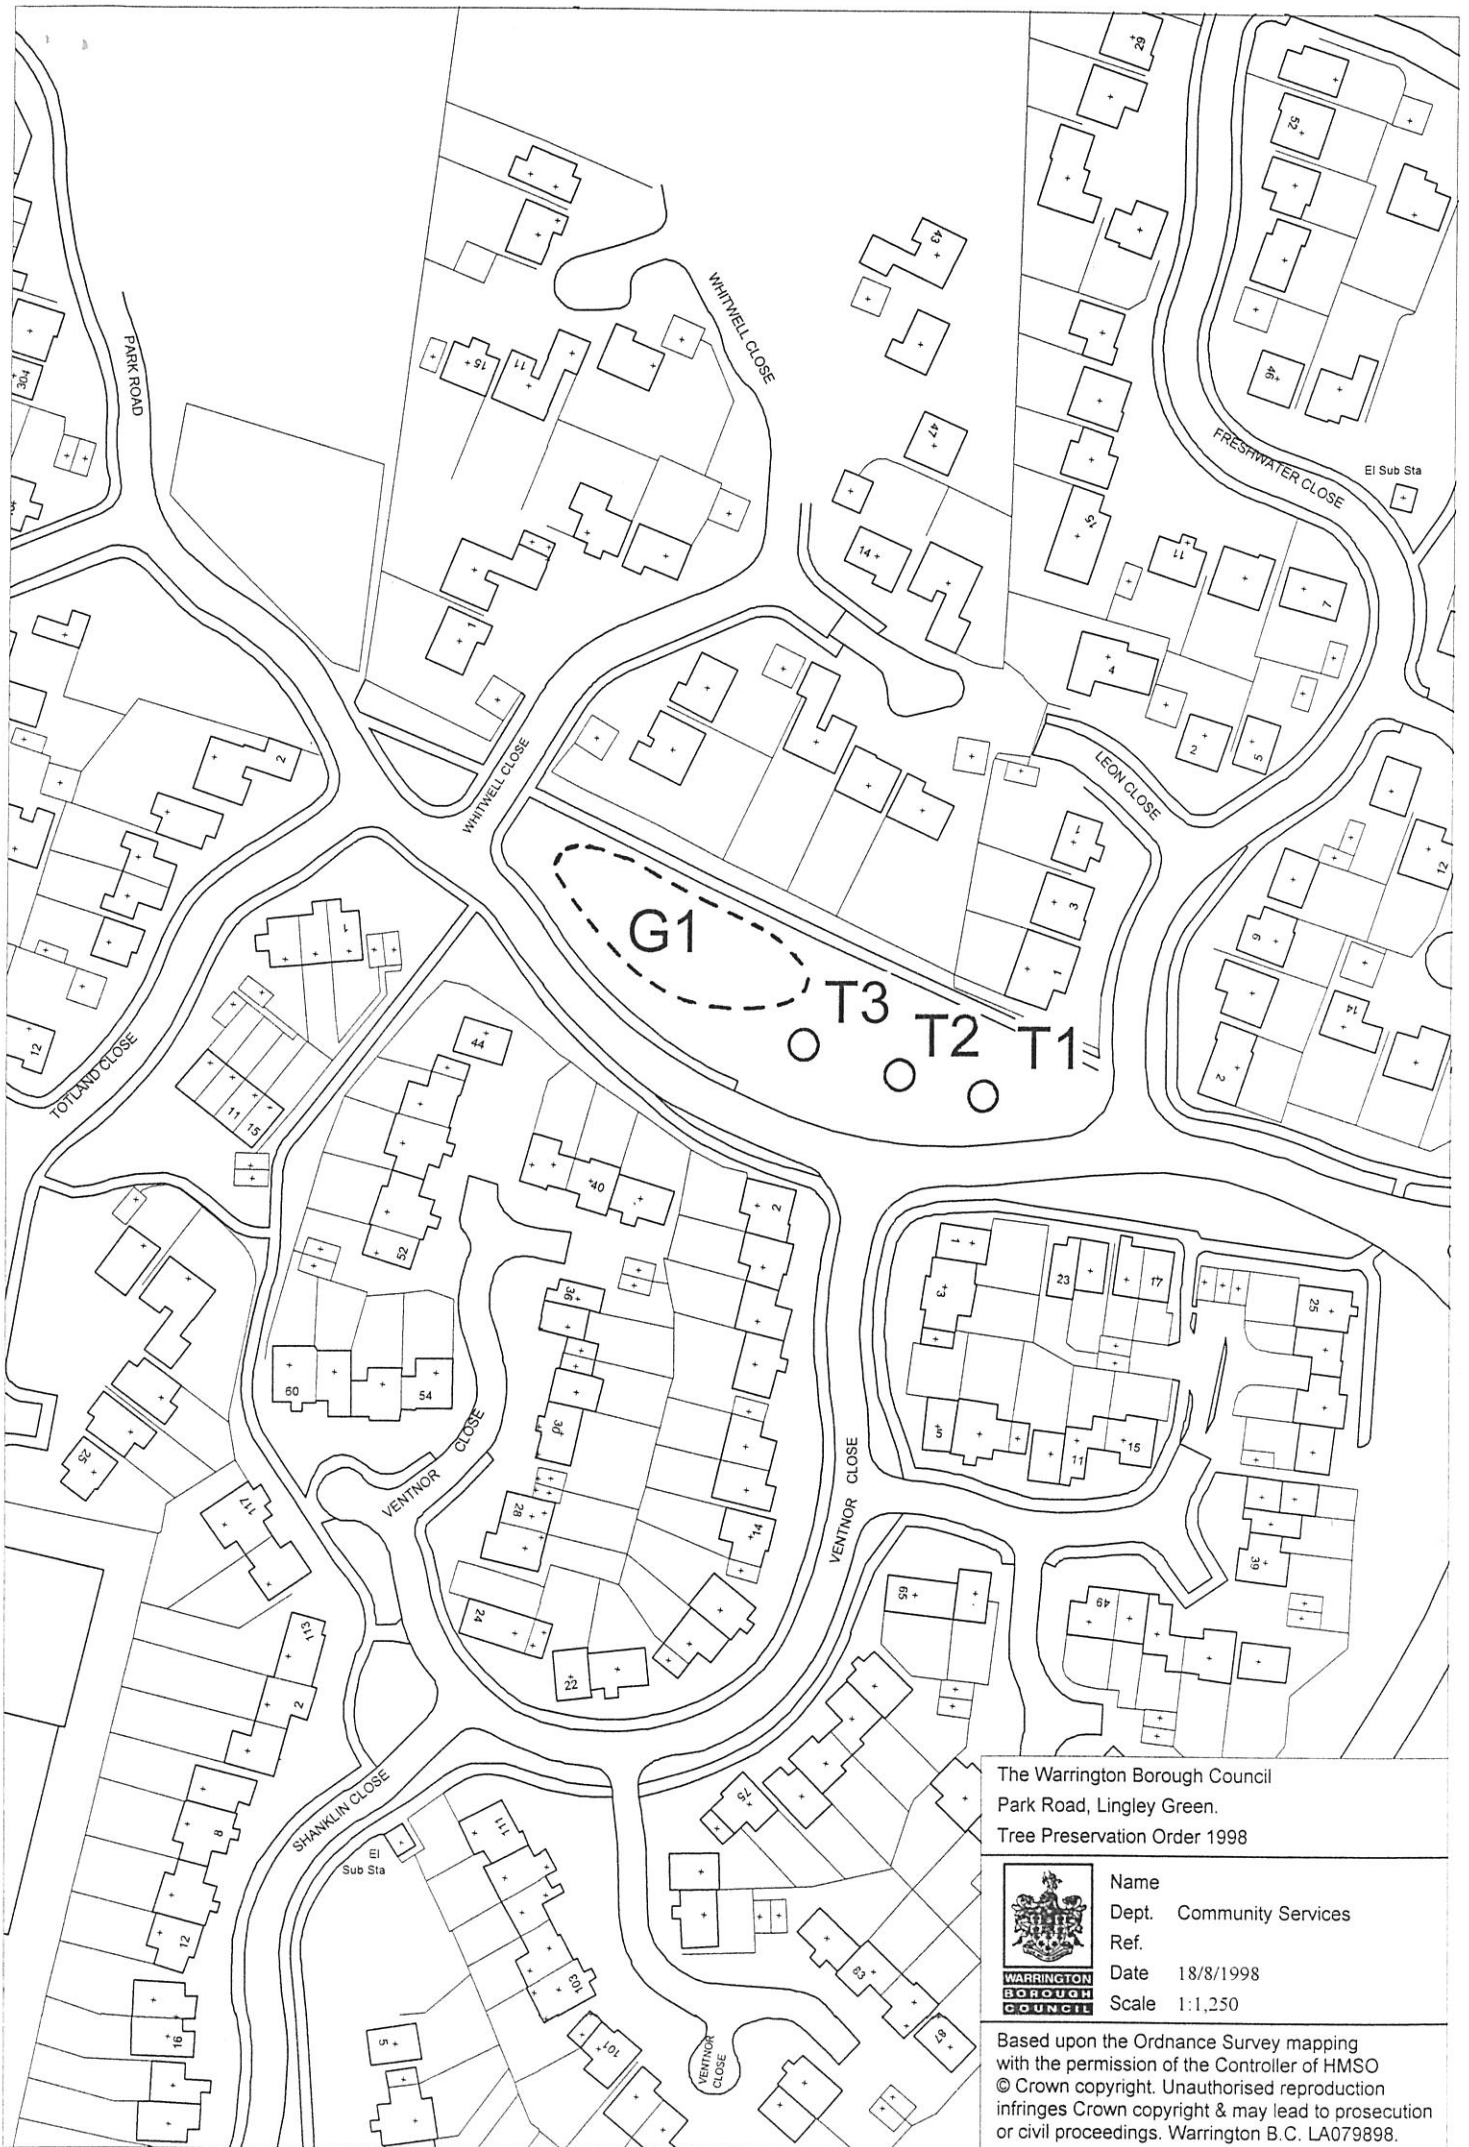 29
52
43
WHITWELL CLOSE
PARK ROAD
304
15
11
46
47
FRESHWATER CLOSE
El Sub Sta
15
14
11
7
1
4
2
5
LEON CLOSE
2
WHITWELL CLOSE
1
3
1
12
6
1
G1
T3
T2
T1
14
2
12
44
TOTLAND CLOSE
11
15
40
2
52
1
3
23
17
25
36
60
54
30
CLOSE
VENTNOR
5
11
15
25
117
28
14
VENTNOR CLOSE
39
65
49
24
22
113
2
8
12
16
SHANKLIN CLOSE
El
Sub Sta
75
111
103
101
5
93
87
VENTNOR
CLOSE
The Warrington Borough Council
Park Road, Lingley Green.
Tree Preservation Order 1998
Name
Dept. Community Services
Ref.
Date 18/8/1998
Scale 1:1,250
WARRINGTON
BOROUGH
COUNCIL
Based upon the Ordnance Survey mapping
with the permission of the Controller of HMSO
© Crown copyright. Unauthorised reproduction
infringes Crown copyright & may lead to prosecution
or civil proceedings. Warrington B.C. LA079898.